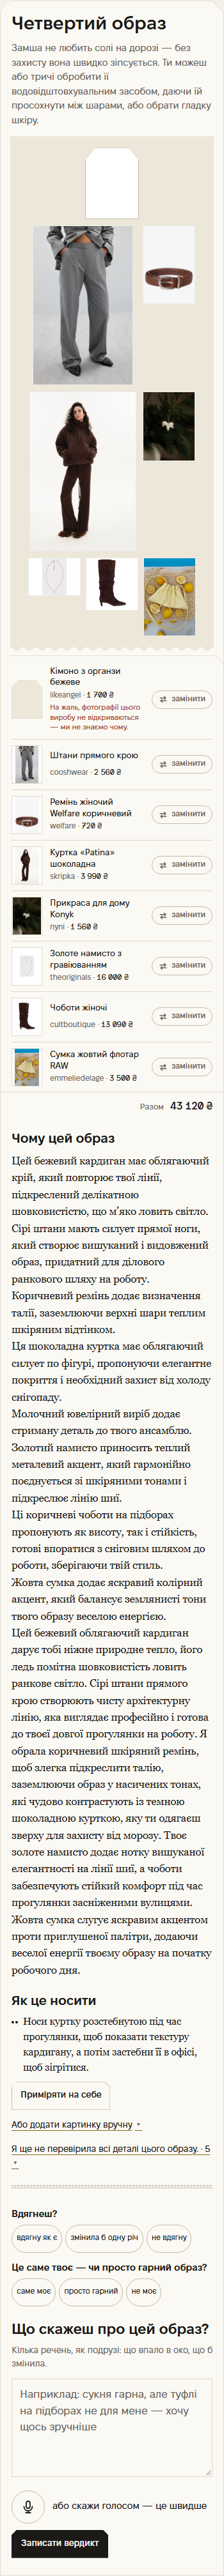 Четвертий образ
Замша не любить солі на дорозі — без
захисту вона швидко зіпсується. Ти можеш
або тричі обробити її
водовідштовхувальним засобом, даючи їй
просохнути між шарами, або обрати гладку
шкіру.
Кімоно з органзи
бежеве
likeangel · 1 700 ₴
На жаль, фотографії цього
виробу не відкриваються
— ми не знаємо чому.
замінити
Штани прямого крою
cooshwear · 2 560 ₴
замінити
Ремінь жіночий
Welfare коричневий
welfare · 720 ₴
замінити
Куртка «Patina»
шоколадна
skripka · 3 990 ₴
замінити
Прикраса для дому
Konyk
nyni · 1 560 ₴
замінити
Золоте намисто з
гравіюванням
theoriginals · 16 000 ₴
замінити
Чоботи жіночі
cultboutique · 13 090 ₴
замінити
Сумка жовтий флотар
RAW
emmeliedelage · 3 500 ₴
замінити
Разом 43 120 ₴
Чому цей образ
Цей бежевий кардиган має облягаючий
крій, який повторює твої лінії,
підкреслений делікатною
шовковистістю, що м’яко ловить світло.
Сірі штани мають силует прямої ноги,
який створює вишуканий і видовжений
образ, придатний для ділового
ранкового шляху на роботу.
Коричневий ремінь додає визначення
талії, заземлюючи верхні шари теплим
шкіряним відтінком.
Ця шоколадна куртка має облягаючий
силует по фігурі, пропонуючи елегантне
покриття і необхідний захист від холоду
снігопаду.
Молочний ювелірний виріб додає
стриману деталь до твого ансамблю.
Золотий намисто приносить теплий
металевий акцент, який гармонійно
поєднується зі шкіряними тонами і
підкреслює лінію шиї.
Ці коричневі чоботи на підборах
пропонують як висоту, так і стійкість,
готові впоратися з сніговим шляхом до
роботи, зберігаючи твій стиль.
Жовта сумка додає яскравий колірний
акцент, який балансує землистні тони
твого образу веселою енергією.
Цей бежевий облягаючий кардиган
дарує тобі ніжне природне тепло, його
ледь помітна шовковистість ловить
ранкове світло. Сірі штани прямого
крою створюють чисту архітектурну
лінію, яка виглядає професійно і готова
до твоєї довгої прогулянки на роботу. Я
обрала коричневий шкіряний ремінь,
щоб злегка підкреслити талію,
заземлюючи образ у насичених тонах,
які чудово контрастують із темною
шоколадною курткою, яку ти одягаєш
зверху для захисту від морозу. Твоє
золоте намисто додає нотку вишуканої
елегантності на лінії шиї, а чоботи
забезпечують стійкий комфорт під час
прогулянки засніженими вулицями.
Жовта сумка слугує яскравим акцентом
проти приглушеної палітри, додаючи
веселої енергії твоєму образу на початку
робочого дня.
Як це носити
Носи куртку розстебнутою під час
прогулянки, щоб показати текстуру
кардигану, а потім застебни її в офісі,
щоб зігрітися.
Приміряти на себе
Або додати картинку вручну
Я ще не перевірила всі деталі цього образу. · 5
Вдягнеш?
вдягну як є
змінила б одну річ
не вдягну
Це саме твоє — чи просто гарний образ?
саме моє
просто гарний
не моє
Що скажеш про цей образ?
Кілька речень, як подрузі: що впало в око, що б
змінила.
Наприклад: сукня гарна, але туфлі
на підборах не для мене — хочу
щось зручніше
або скажи голосом — це швидше
Записати вердикт